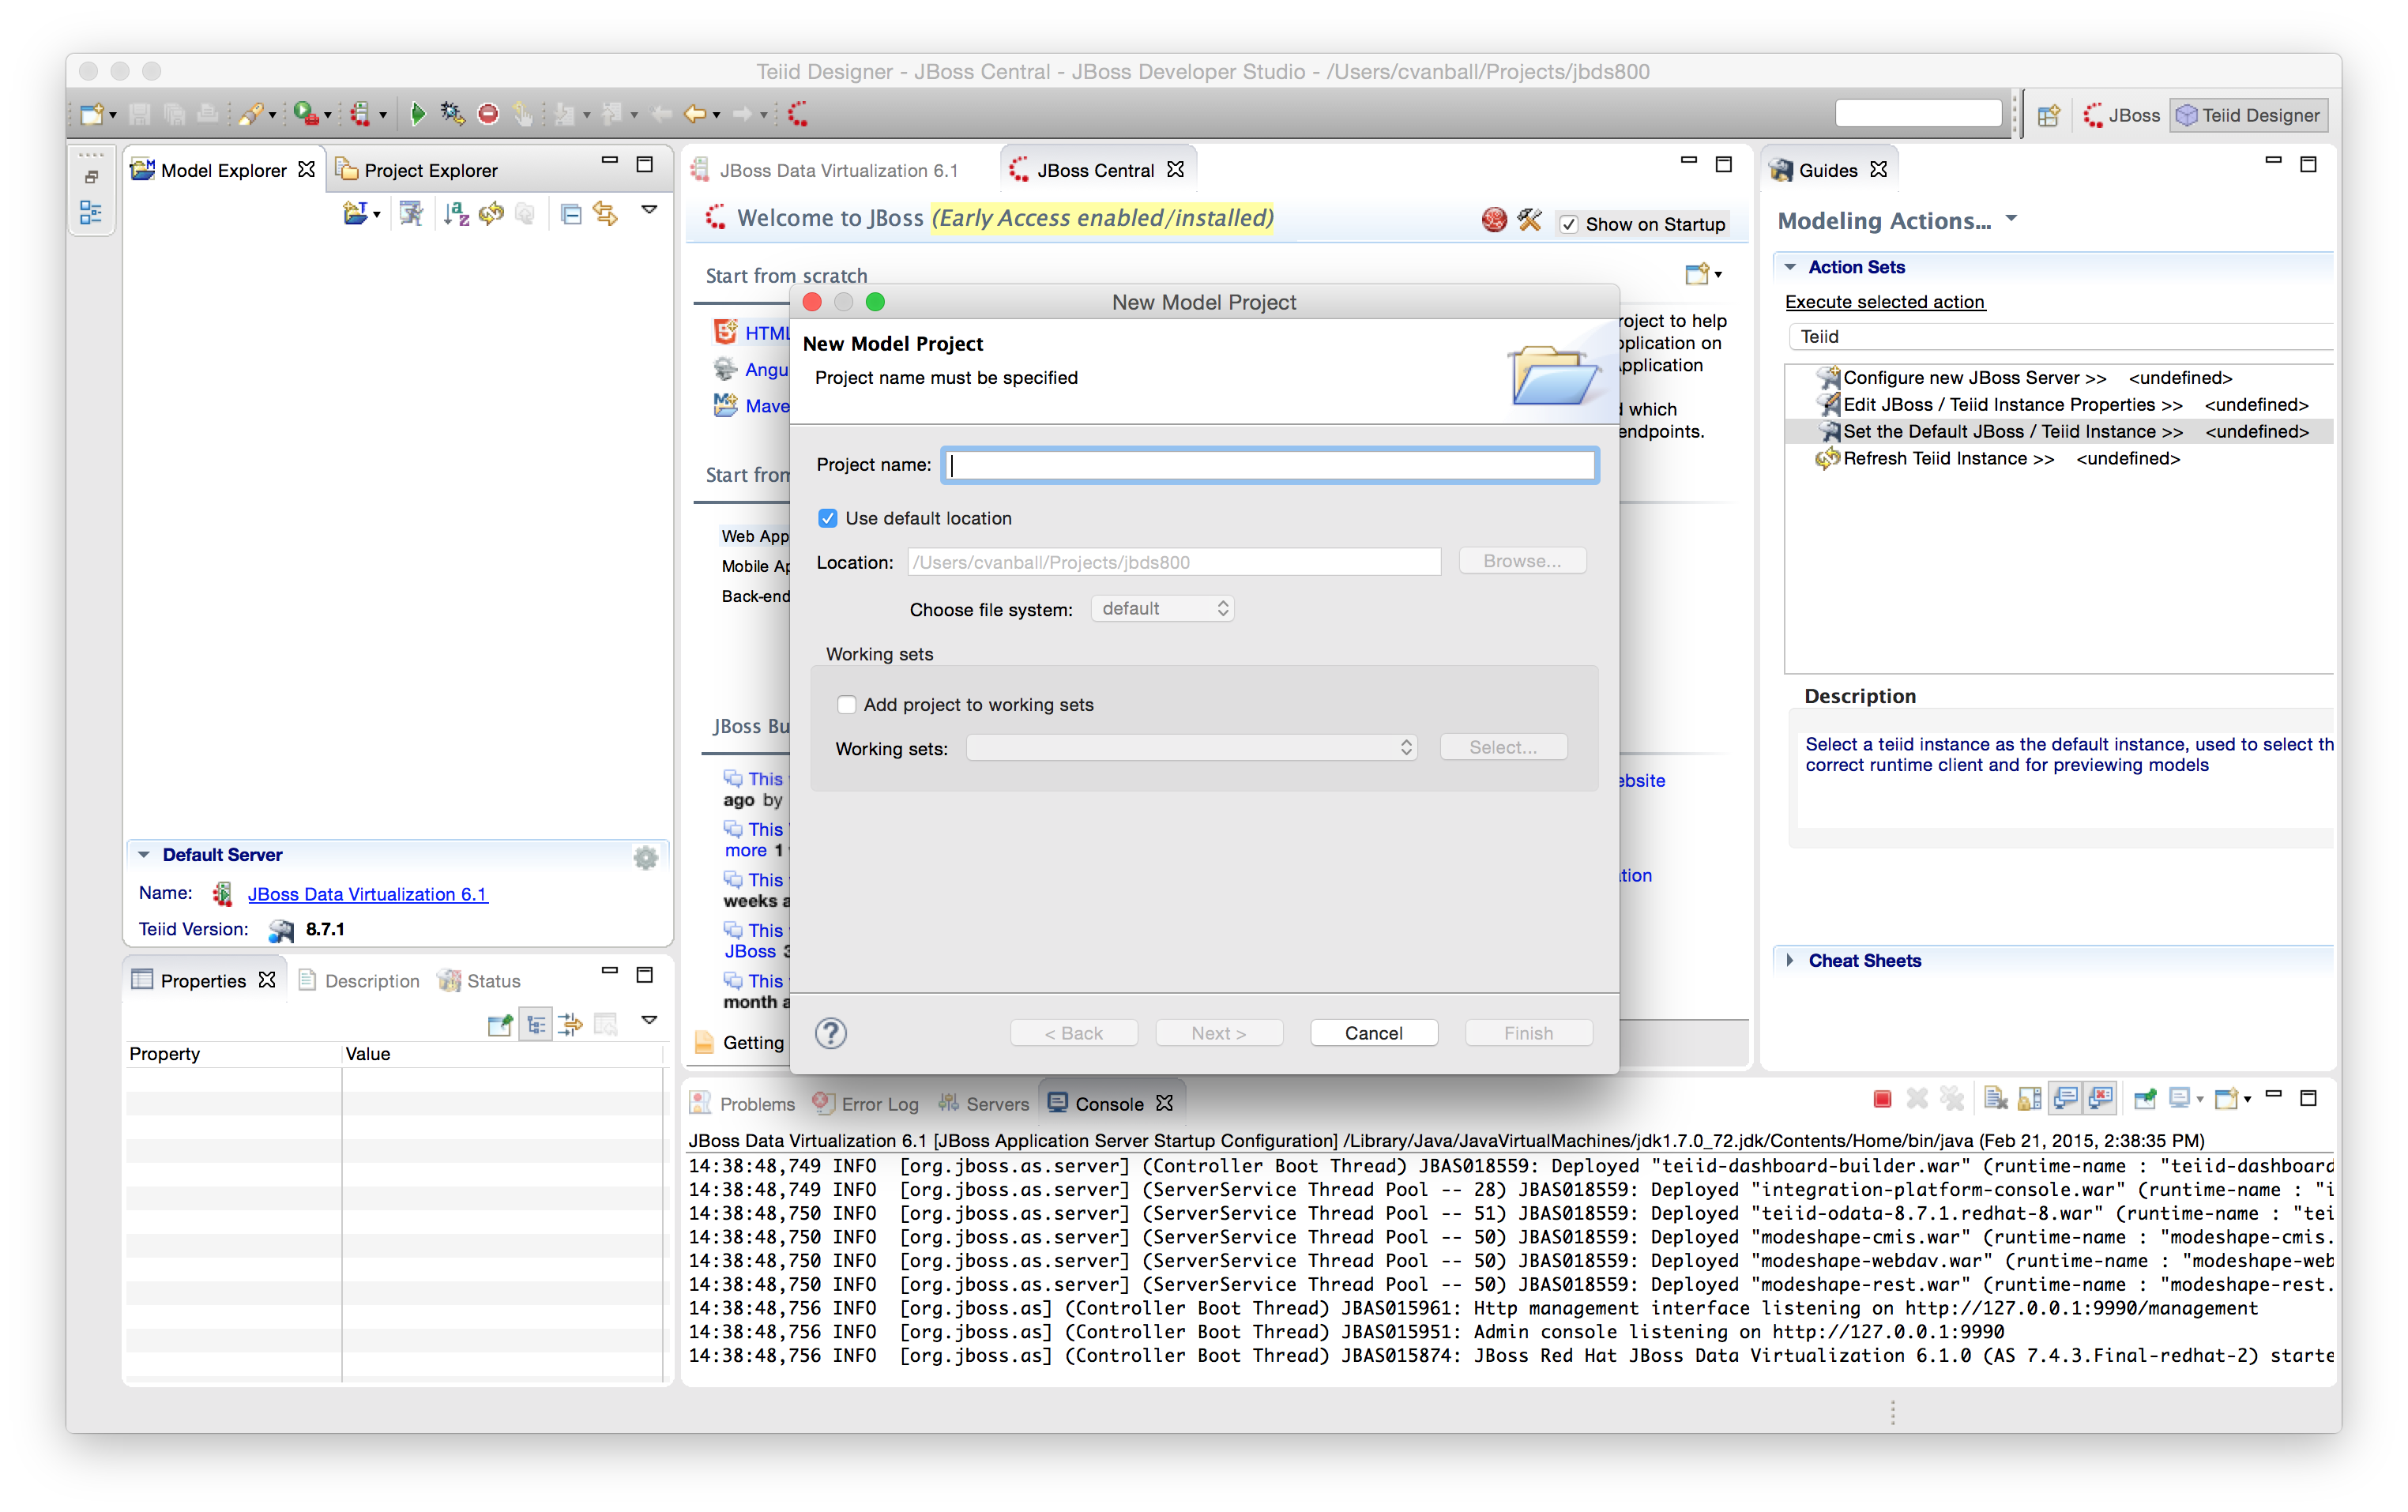 Teiid Designer - JBoss Central - JBoss Developer Studio - /Users/cvanball/Projects/jbds800
JBoss
Teiid Designer
Model Explorer
Project Explorer
Default Server
Name: JBoss Data Virtualization 6.1
Teiid Version: 8.7.1
Properties
Description
Status
Property Value
JBoss Data Virtualization 6.1
JBoss Central
Welcome to JBoss (Early Access enabled/installed)
Show on Startup
Start from scratch
HTML
Angu
Mave
roject to help
plication on
pplication
d which
endpoints.
Start from
Web App
Mobile Ap
Back-end
JBoss Bu
This
ago by
This
more 1
This
weeks a
This
JBoss 3
This
month a
ebsite
tion
Getting
New Model Project
New Model Project
Project name must be specified
Project name:
Use default location
Location: /Users/cvanball/Projects/jbds800 Browse...
Choose file system: default
Working sets
Add project to working sets
Working sets: Select...
?
< Back Next > Cancel Finish
Guides
Modeling Actions...
Action Sets
Execute selected action
Teiid
Configure new JBoss Server >> <undefined>
Edit JBoss / Teiid Instance Properties >> <undefined>
Set the Default JBoss / Teiid Instance >> <undefined>
Refresh Teiid Instance >> <undefined>
Description
Select a teiid instance as the default instance, used to select th
correct runtime client and for previewing models
Cheat Sheets
Problems
Error Log
Servers
Console
JBoss Data Virtualization 6.1 [JBoss Application Server Startup Configuration] /Library/Java/JavaVirtualMachines/jdk1.7.0_72.jdk/Contents/Home/bin/java (Feb 21, 2015, 2:38:35 PM)
14:38:48,749 INFO [org.jboss.as.server] (Controller Boot Thread) JBAS018559: Deployed "teiid-dashboard-builder.war" (runtime-name : "teiid-dashboard
14:38:48,749 INFO [org.jboss.as.server] (ServerService Thread Pool -- 28) JBAS018559: Deployed "integration-platform-console.war" (runtime-name : "i
14:38:48,750 INFO [org.jboss.as.server] (ServerService Thread Pool -- 51) JBAS018559: Deployed "teiid-odata-8.7.1.redhat-8.war" (runtime-name : "tei
14:38:48,750 INFO [org.jboss.as.server] (ServerService Thread Pool -- 50) JBAS018559: Deployed "modeshape-cmis.war" (runtime-name : "modeshape-cmis.
14:38:48,750 INFO [org.jboss.as.server] (ServerService Thread Pool -- 50) JBAS018559: Deployed "modeshape-webdav.war" (runtime-name : "modeshape-web
14:38:48,750 INFO [org.jboss.as.server] (ServerService Thread Pool -- 50) JBAS018559: Deployed "modeshape-rest.war" (runtime-name : "modeshape-rest.
14:38:48,756 INFO [org.jboss.as] (Controller Boot Thread) JBAS015961: Http management interface listening on http://127.0.0.1:9990/management
14:38:48,756 INFO [org.jboss.as] (Controller Boot Thread) JBAS015951: Admin console listening on http://127.0.0.1:9990
14:38:48,756 INFO [org.jboss.as] (Controller Boot Thread) JBAS015874: JBoss Red Hat JBoss Data Virtualization 6.1.0 (AS 7.4.3.Final-redhat-2) starte